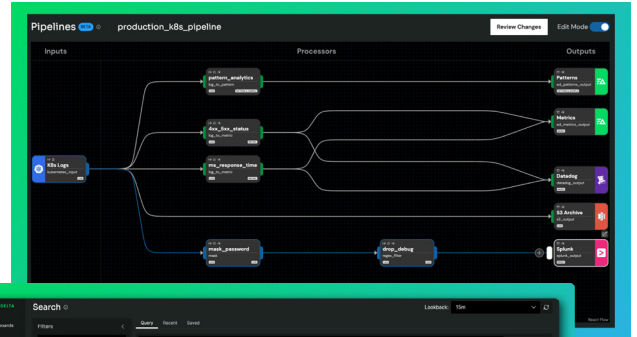 Pipelines BETA production_k8s_pipeline
Review Changes Edit Mode
Inputs Processors Outputs
pattern_analytics
log_to_pattern
Patterns
ed_patterns_output
4xx_5xx_status
log_to_metric
Metrics
ed_metrics_output
K8s Logs
kubernetes_input
ms_response_time
log_to_metric
Datadog
datadog_output
S3 Archive
s3_output
mask_password
mask
drop_debug
regex_filter
Splunk
splunk_output
React Flow
DELTA
Search
Lookback: 15m
Filters
Query Recent Saved